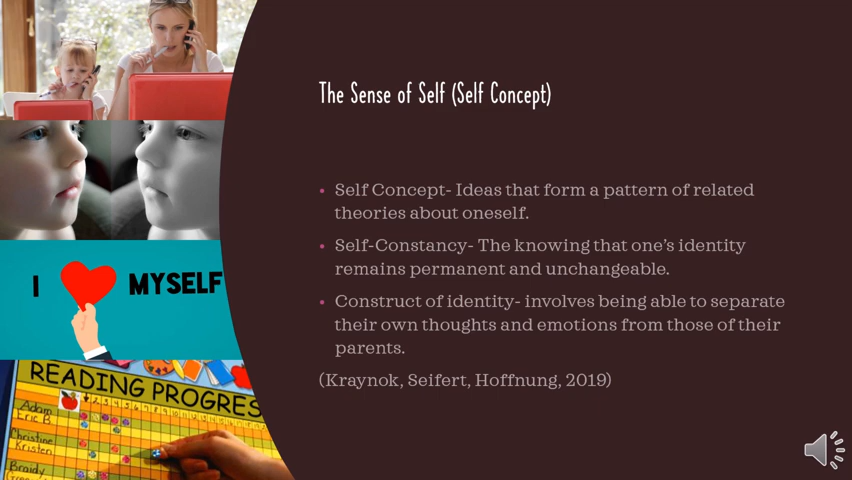 The Sense of Self (Self Concept)
• Self Concept- Ideas that form a pattern of related
theories about oneself.
• Self-Constancy- The knowing that one's identity
remains permanent and unchangeable.
• Construct of identity- involves being able to separate
their own thoughts and emotions from those of their
parents.
(Kraynok, Seifert, Hoffnung, 2019)
I MYSELF
READING PROGRES
Adam
Eric B.
Christine
Kristen
Braidy